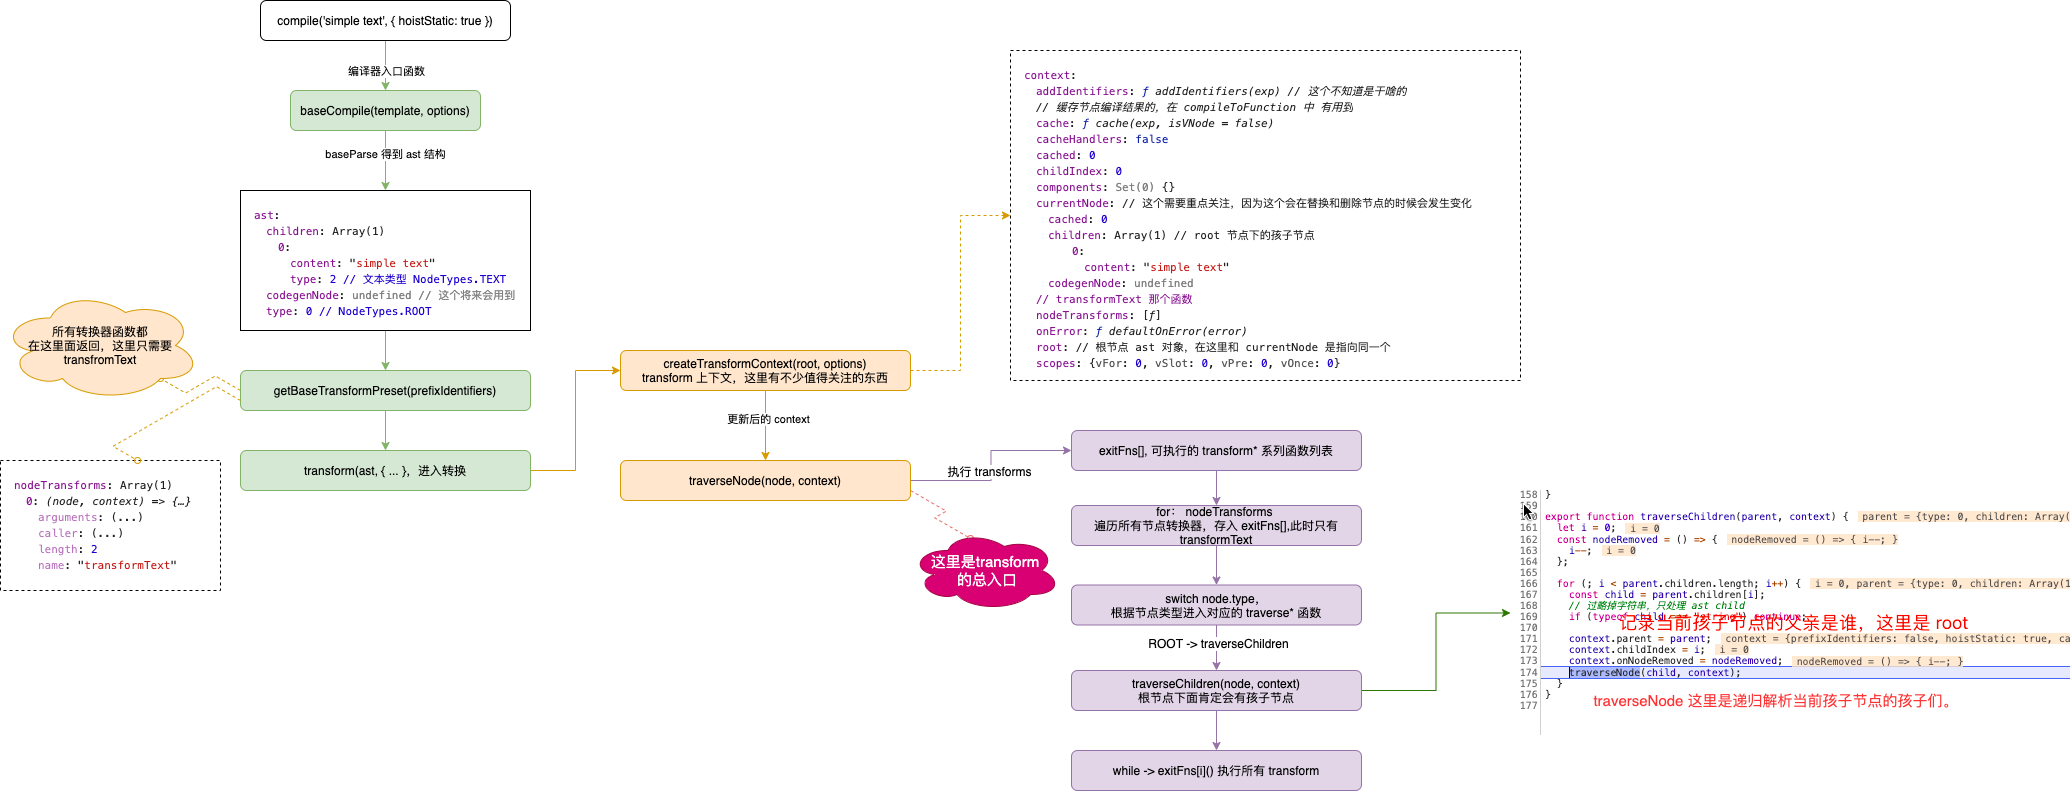 compile('simple text', { hoistStatic: true })
编译器入口函数
baseCompile(template, options)
baseParse 得到 ast 结构
ast:
children: Array(1)
0:
content: "simple text"
type: 2 // 文本类型 NodeTypes.TEXT
codegenNode: undefined // 这个将来会用到
type: 0 // NodeTypes.ROOT
所有转换器函数都
在这里面返回，这里只需要
transfromText
getBaseTransformPreset(prefixIdentifiers)
transform(ast, { ... }，进入转换
nodeTransforms: Array(1)
0: (node, context) => {…}
arguments: (...)
caller: (...)
length: 2
name: "transformText"
createTransformContext(root, options)
transform 上下文，这里有不少值得关注的东西
更新后的 context
traverseNode(node, context)
执行 transforms
这里是transform
的总入口
context:
addIdentifiers: ƒ addIdentifiers(exp) // 这个不知道是干啥的
// 缓存节点编译结果的，在 compileToFunction 中 有用到
cache: ƒ cache(exp, isVNode = false)
cacheHandlers: false
cached: 0
childIndex: 0
components: Set(0) {}
currentNode: // 这个需要重点关注，因为这个会在替换和删除节点的时候会发生变化
cached: 0
children: Array(1) // root 节点下的孩子节点
0:
content: "simple text"
codegenNode: undefined
// transformText 那个函数
nodeTransforms: [ƒ]
onError: ƒ defaultOnError(error)
root: // 根节点 ast 对象，在这里和 currentNode 是指向同一个
scopes: {vFor: 0, vSlot: 0, vPre: 0, vOnce: 0}
exitFns[], 可执行的 transform* 系列函数列表
for： nodeTransforms
遍历所有节点转换器，存入 exitFns[],此时只有
transformText
switch node.type，
根据节点类型进入对应的 traverse* 函数
ROOT -> traverseChildren
traverseChildren(node, context)
根节点下面肯定会有孩子节点
while -> exitFns[i]() 执行所有 transform
158 }
159
160 export function traverseChildren(parent, context) { parent = {type: 0, children: Array(
161 let i = 0; i = 0
162 const nodeRemoved = () => { nodeRemoved = () => { i--; }
163 i--; i = 0
164 };
165
166 for (; i < parent.children.length; i++) { i = 0, parent = {type: 0, children: Array(1
167 const child = parent.children[i];
168 // 过略掉字符串，只处理 ast child
169 if (typeof child
记录当前孩子节点的父亲是谁，这里是 root
170
171 context.parent = parent; context = {prefixIdentifiers: false, hoistStatic: true, ca
172 context.childIndex = i; i = 0
173 context.onNodeRemoved = nodeRemoved; nodeRemoved = () => { i--; }
174 traverseNode(child, context);
175 }
176 }
177
traverseNode 这里是递归解析当前孩子节点的孩子们。